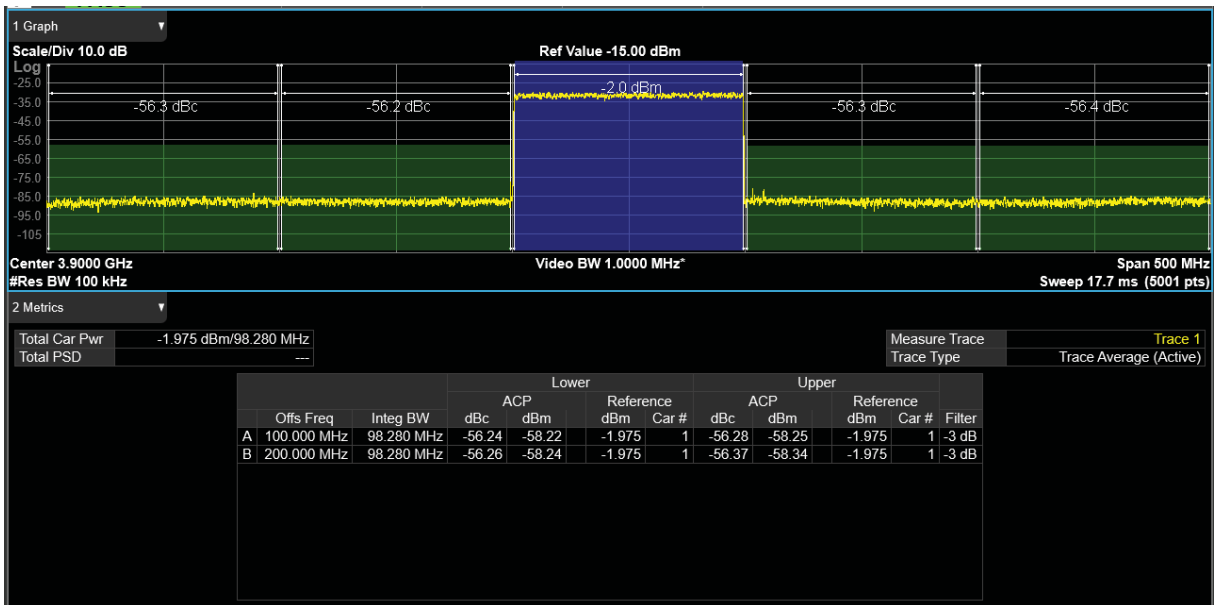 1 Graph ▼
Scale/Div 10.0 dB Ref Value -15.00 dBm
Log
-25.0
-35.0
-45.0
-55.0
-65.0
-75.0
-85.0
-95.0
-105
-56.3 dBc -56.2 dBc -2.0 dBm -56.3 dBc -56.4 dBc
Center 3.9000 GHz Video BW 1.0000 MHz* Span 500 MHz
#Res BW 100 kHz Sweep 17.7 ms (5001 pts)
2 Metrics ▼
Total Car Pwr -1.975 dBm/98.280 MHz Measure Trace Trace 1
Total PSD --- Trace Type Trace Average (Active)
Lower Upper
ACP Reference ACP Reference
Offs Freq Integ BW dBc dBm dBm Car # dBc dBm dBm Car # Filter
A 100.000 MHz 98.280 MHz -56.24 -58.22 -1.975 1 -56.28 -58.25 -1.975 1 -3 dB
B 200.000 MHz 98.280 MHz -56.26 -58.24 -1.975 1 -56.37 -58.34 -1.975 1 -3 dB